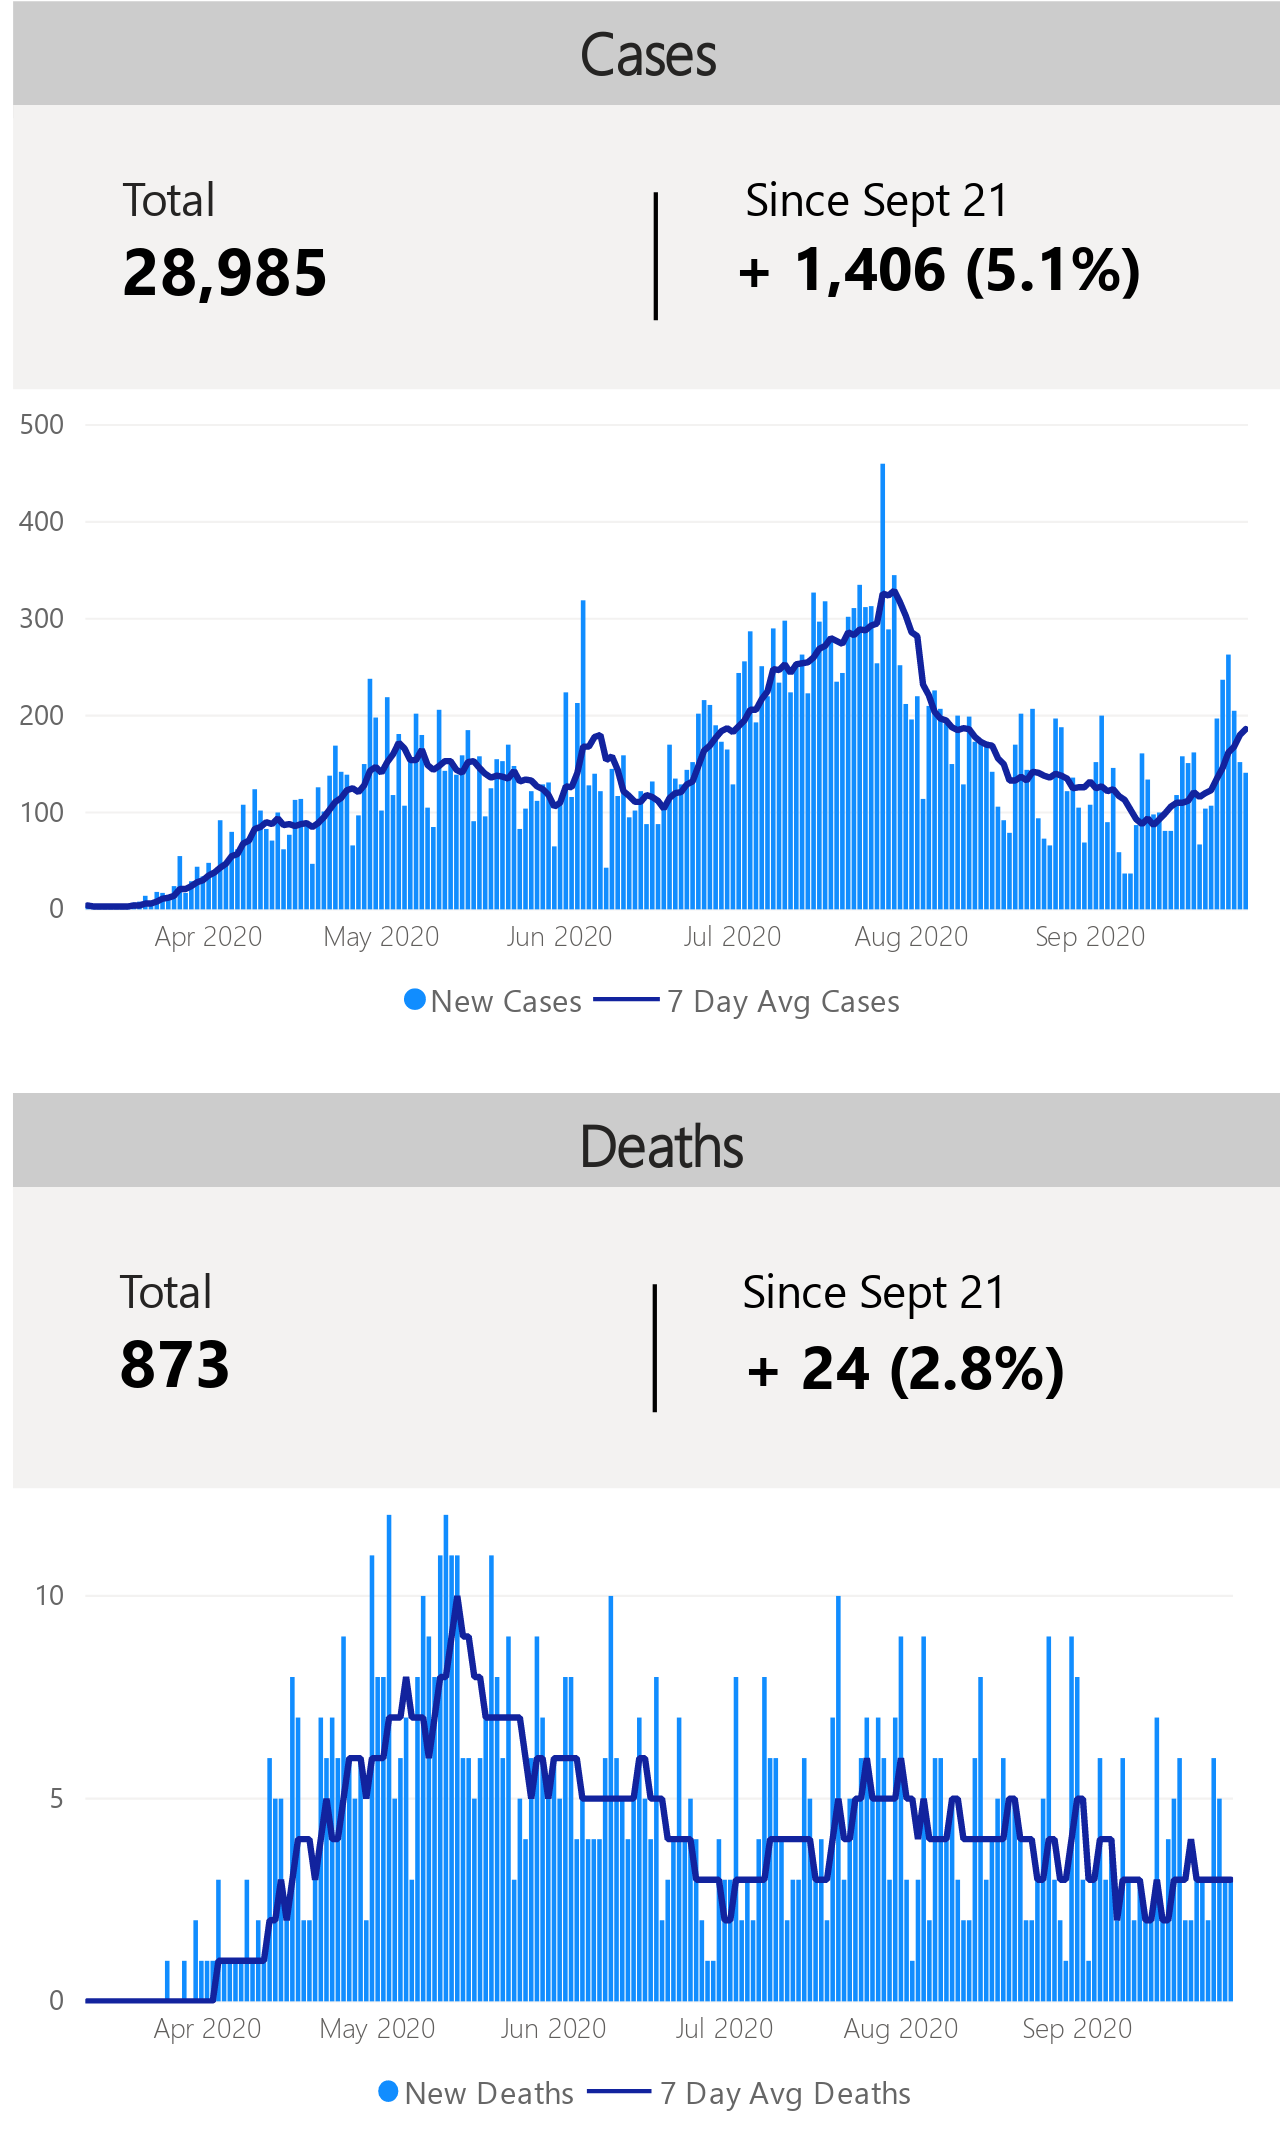 Cases
Total
Since Sept 21
28,985
+ 1,406 (5.1%)
500
400
300
200
100
0
Apr 2020 May 2020 Jun 2020 Jul 2020 Aug 2020 Sep 2020
New Cases 7 Day Avg Cases
Deaths
Total
Since Sept 21
873
+ 24 (2.8%)
10
5
0
Apr 2020 May 2020 Jun 2020 Jul 2020 Aug 2020 Sep 2020
New Deaths 7 Day Avg Deaths